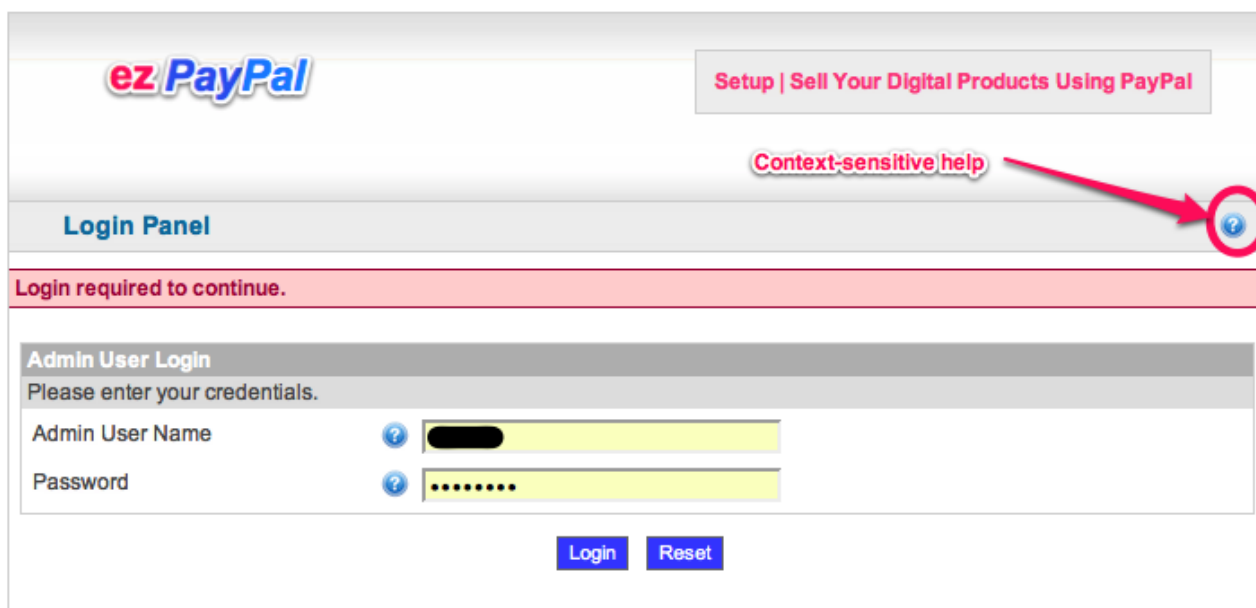 ez PayPal
Setup | Sell Your Digital Products Using PayPal
Context-sensitive help
Login Panel
?
Login required to continue.
Admin User Login
Please enter your credentials.
Admin User Name ?
Password ? ••••••••
Login Reset